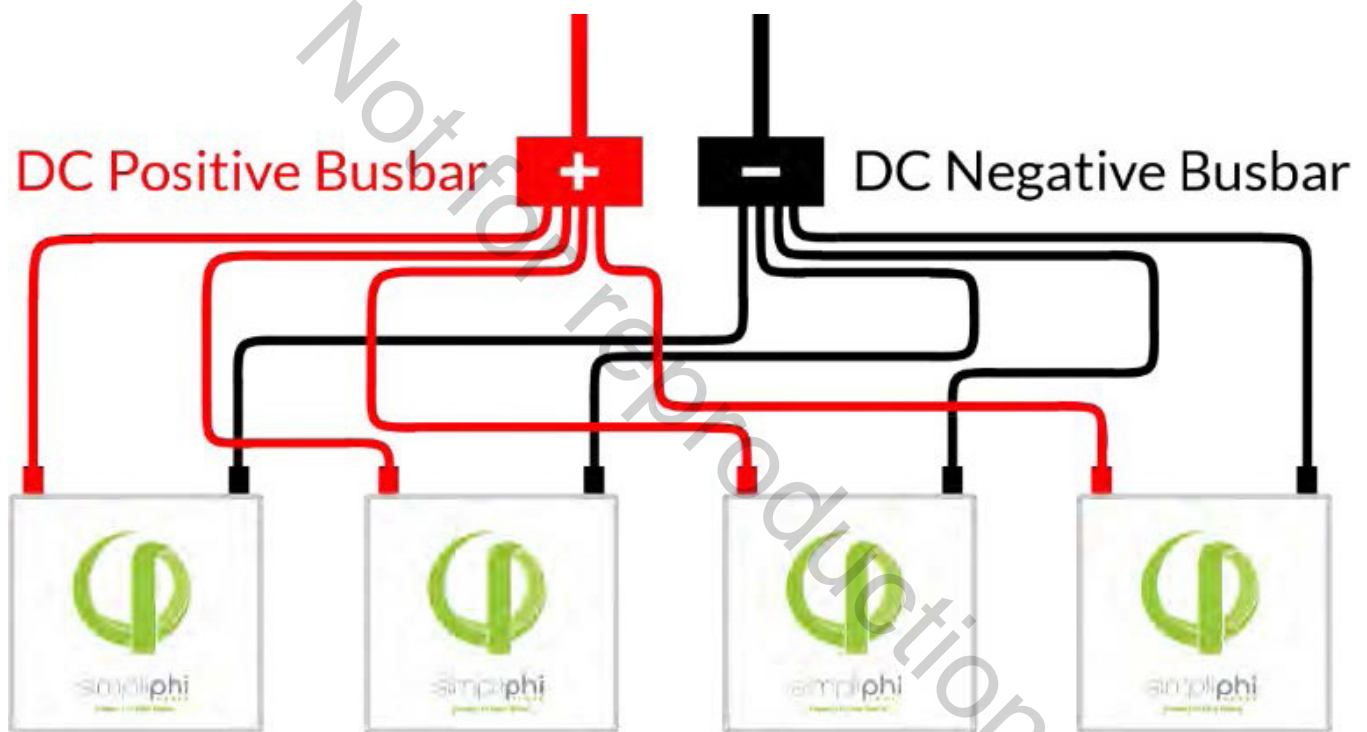 Not for reproduction
DC Positive Busbar
+
−
DC Negative Busbar
simpliphi
simpliphi
simpliphi
simpliphi